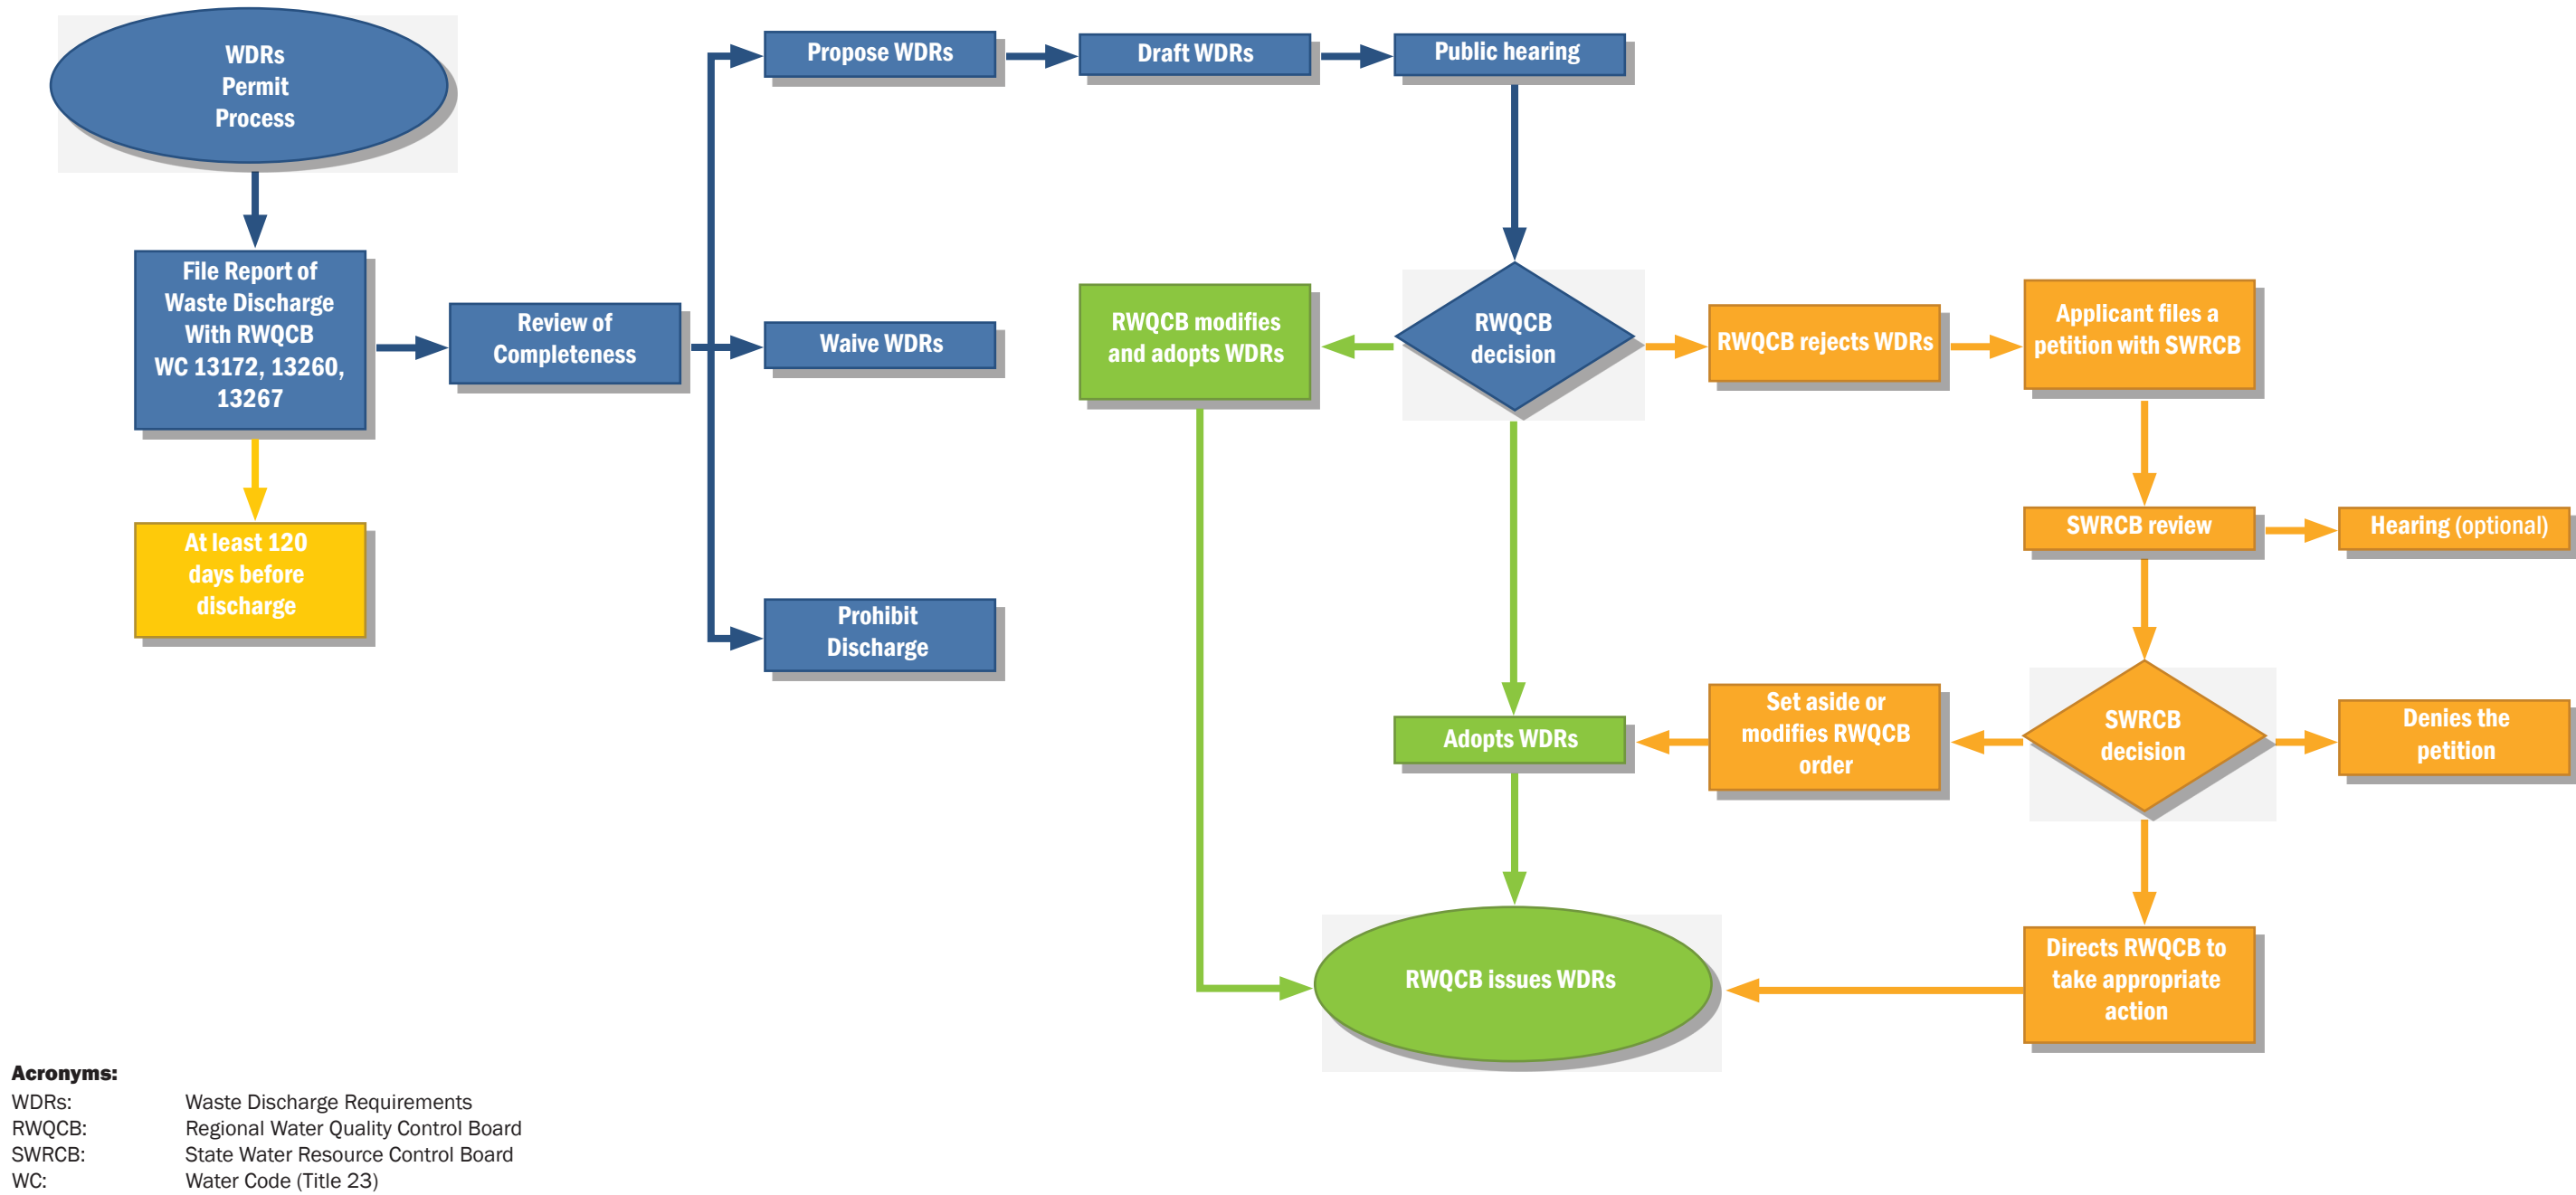 WDRs
Permit
Process
Propose WDRs
Draft WDRs
Public hearing
File Report of
Waste Discharge
With RWQCB
WC 13172, 13260,
13267
Review of
Completeness
Waive WDRs
Prohibit
Discharge
At least 120
days before
discharge
RWQCB modifies
and adopts WDRs
RWQCB
decision
RWQCB rejects WDRs
Applicant files a
petition with SWRCB
SWRCB review
Hearing (optional)
Adopts WDRs
Set aside or
modifies RWQCB
order
SWRCB
decision
Denies the
petition
RWQCB issues WDRs
Directs RWQCB to
take appropriate
action
Acronyms:
WDRs: Waste Discharge Requirements
RWQCB: Regional Water Quality Control Board
SWRCB: State Water Resource Control Board
WC: Water Code (Title 23)